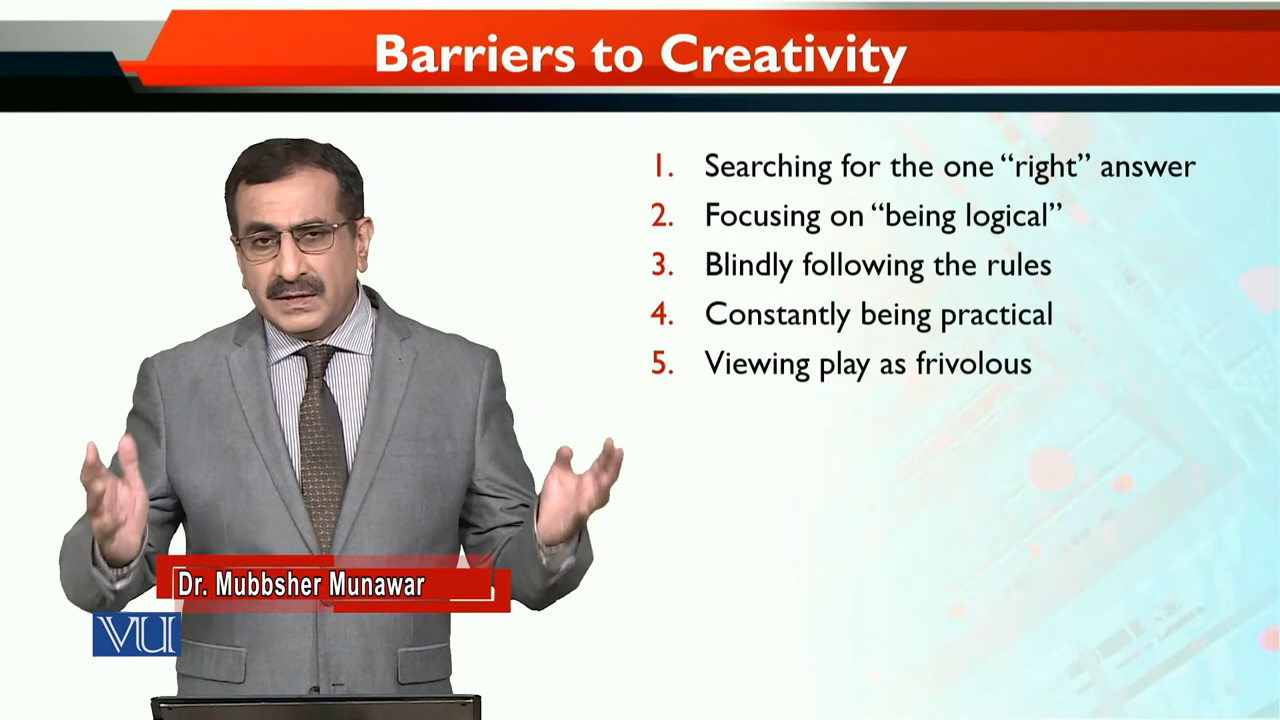 Barriers to Creativity
1. Searching for the one “right” answer
2. Focusing on “being logical”
3. Blindly following the rules
4. Constantly being practical
5. Viewing play as frivolous
Dr. Mubbsher Munawar
VU